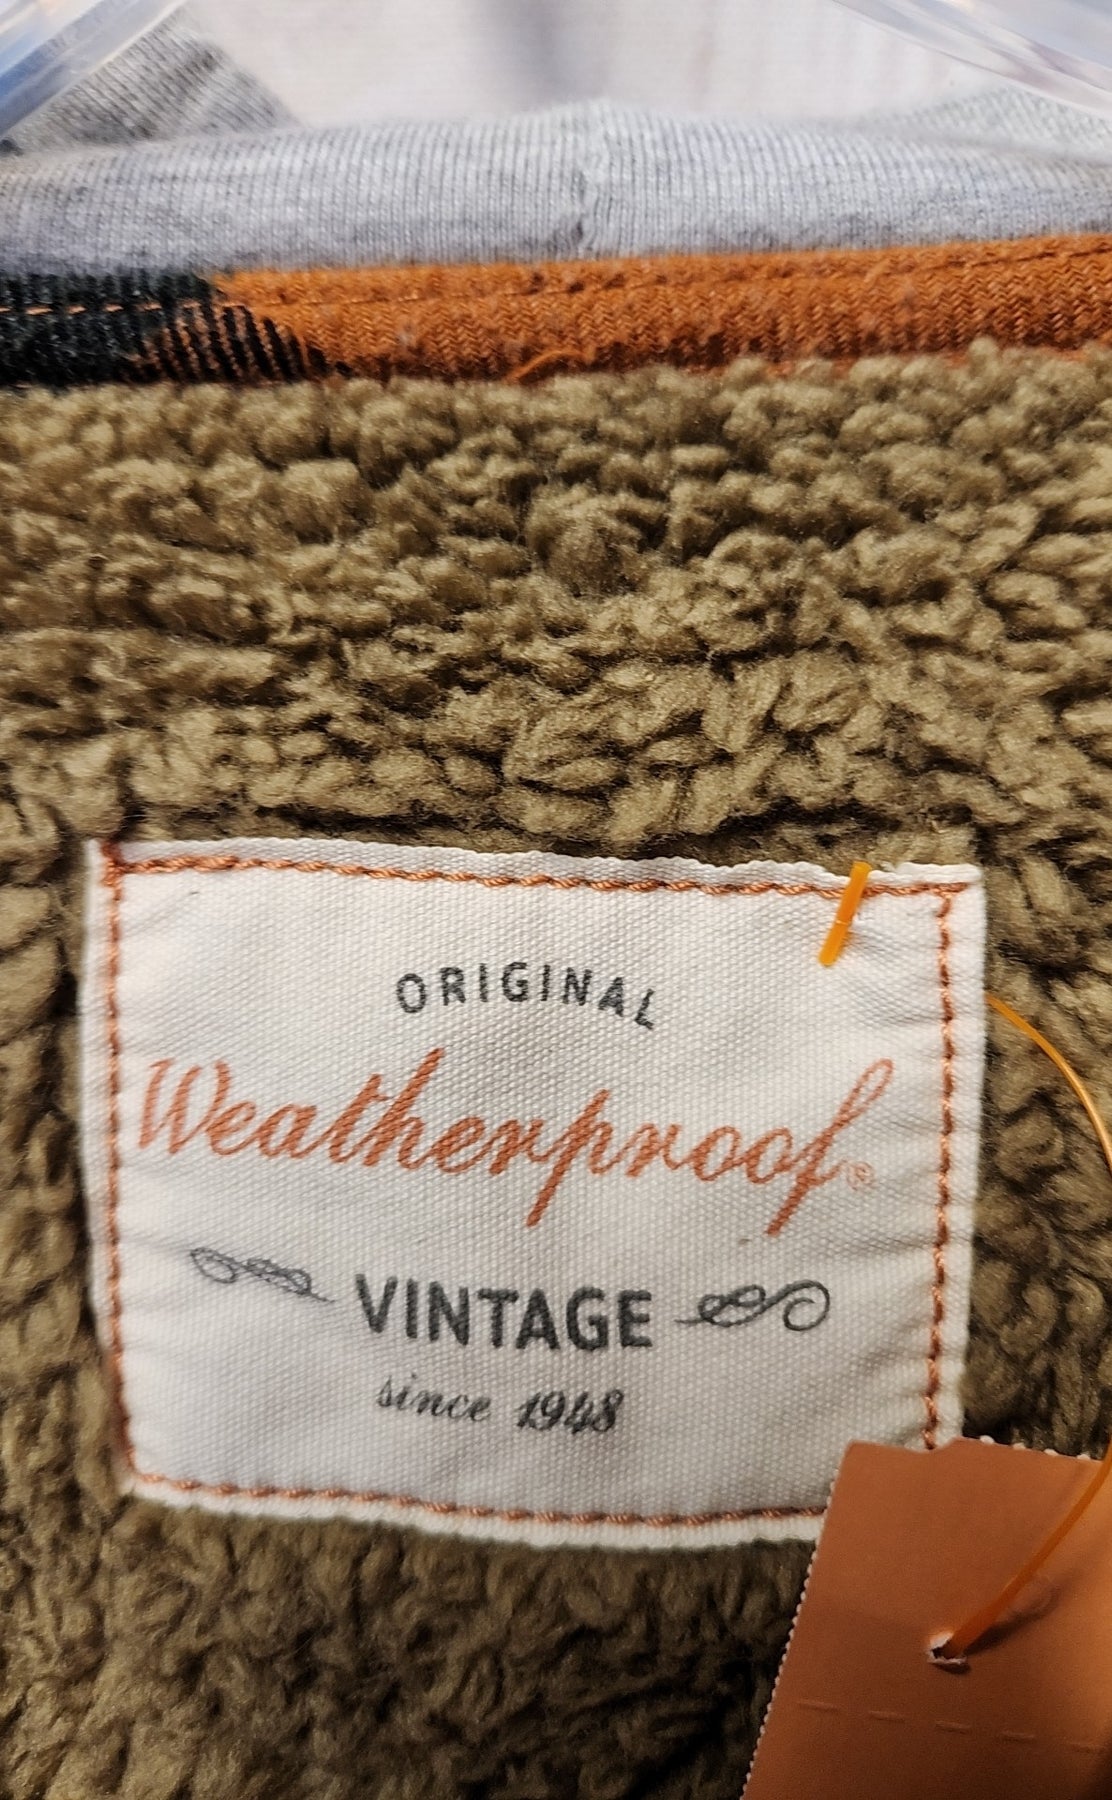 ORIGINAL
Weatherproof®
VINTAGE
since 1948